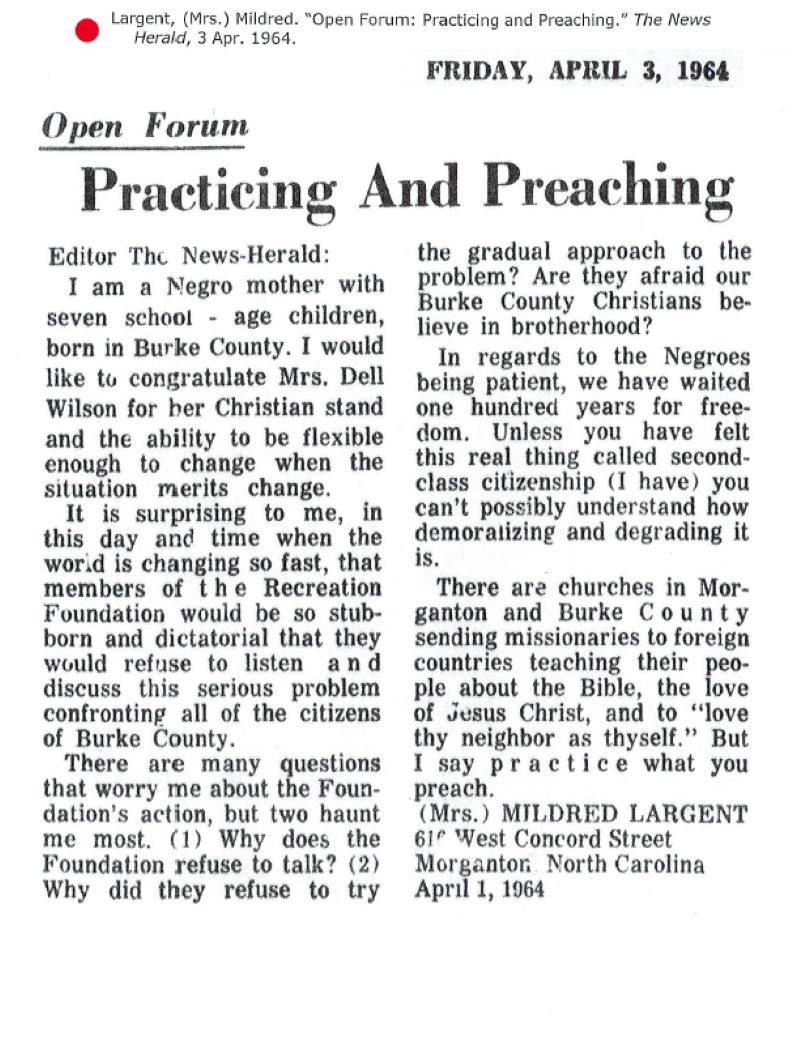 Largent, (Mrs.) Mildred. “Open Forum: Practicing and Preaching.” The News
Herald, 3 Apr. 1964.
FRIDAY, APRIL 3, 1964
Open Forum
Practicing And Preaching
Editor The News-Herald:
I am a Negro mother with
seven school - age children,
born in Burke County. I would
like to congratulate Mrs. Dell
Wilson for her Christian stand
and the ability to be flexible
enough to change when the
situation merits change.
It is surprising to me, in
this day and time when the
world is changing so fast, that
members of the Recreation
Foundation would be so stub-
born and dictatorial that they
would refuse to listen and
discuss this serious problem
confronting all of the citizens
of Burke County.
There are many questions
that worry me about the Foun-
dation's action, but two haunt
me most. (1) Why does the
Foundation refuse to talk? (2)
Why did they refuse to try
the gradual approach to the
problem? Are they afraid our
Burke County Christians be-
lieve in brotherhood?
In regards to the Negroes
being patient, we have waited
one hundred years for free-
dom. Unless you have felt
this real thing called second-
class citizenship (I have) you
can't possibly understand how
demoralizing and degrading it
is.
There are churches in Mor-
ganton and Burke County
sending missionaries to foreign
countries teaching their peo-
ple about the Bible, the love
of Jesus Christ, and to “love
thy neighbor as thyself.” But
I say practice what you
preach.
(Mrs.) MILDRED LARGENT
West Concord Street
Morganton North Carolina
April 1, 1964